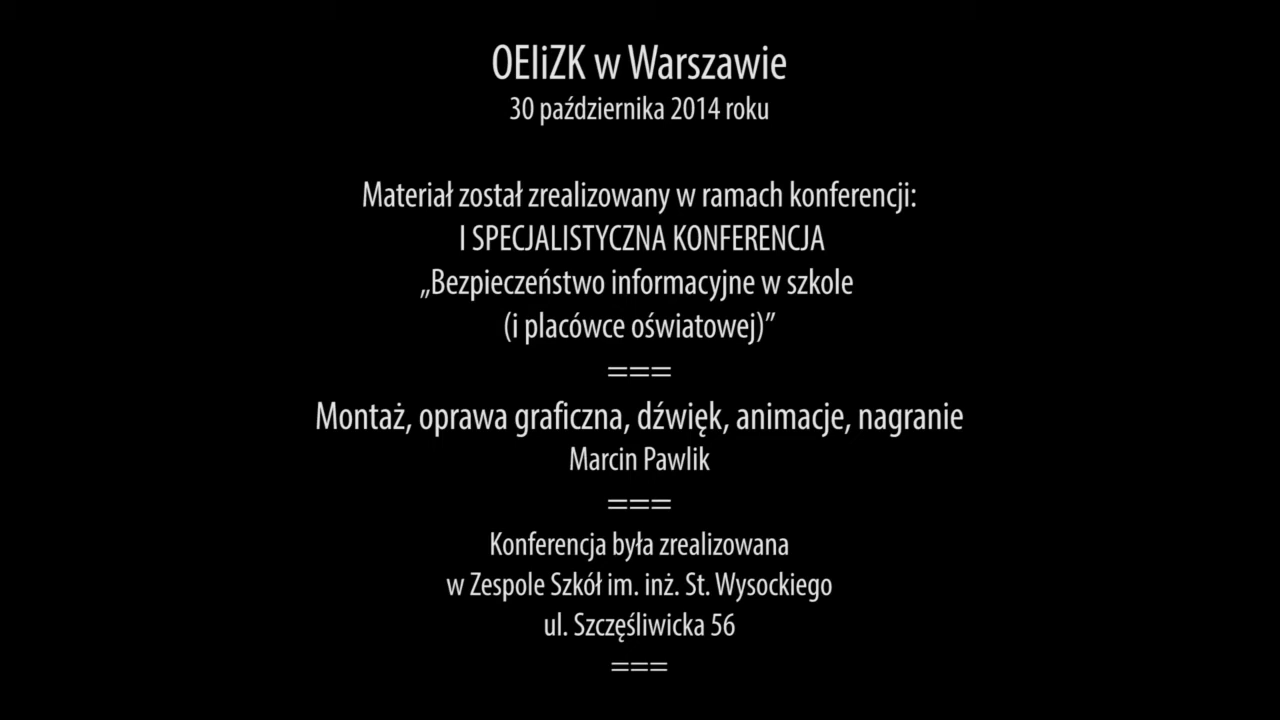 OEIiZK w Warszawie
30 października 2014 roku
Materiał został zrealizowany w ramach konferencji:
I SPECJALISTYCZNA KONFERENCJA
„Bezpieczeństwo informacyjne w szkole
(i placówce oświatowej)”
===
Montaż, oprawa graficzna, dźwięk, animacje, nagranie
Marcin Pawlik
===
Konferencja była zrealizowana
w Zespole Szkół im. inż. St. Wysockiego
ul. Szczęśliwicka 56
===